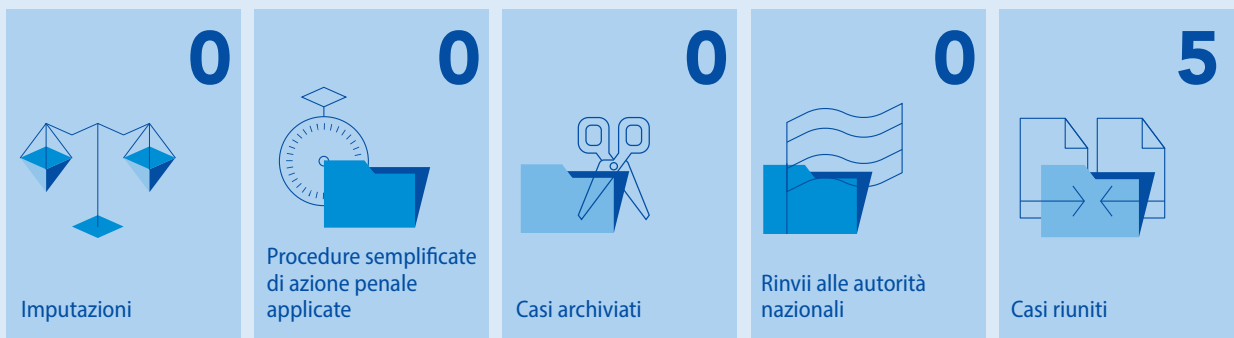 0
Imputazioni
0
Procedure semplificate
di azione penale
applicate
0
Casi archiviati
0
Rinvii alle autorità
nazionali
5
Casi riuniti